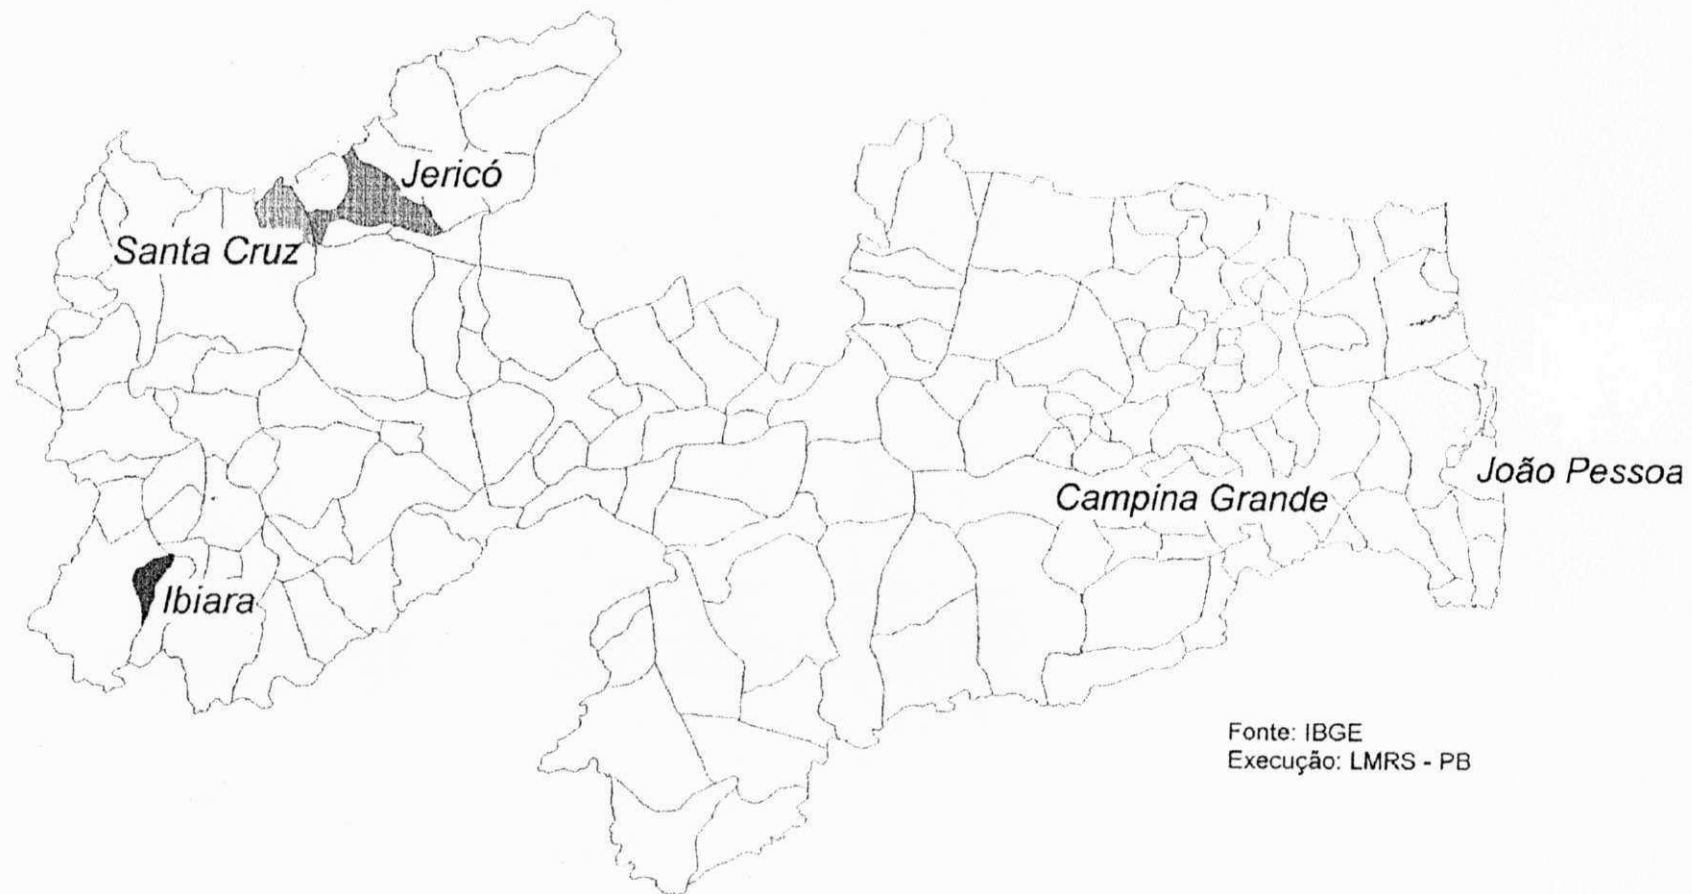 Jericó
Santa Cruz
João Pessoa
Campina Grande
Ibiara
Fonte: IBGE
Execução: LMRS - PB